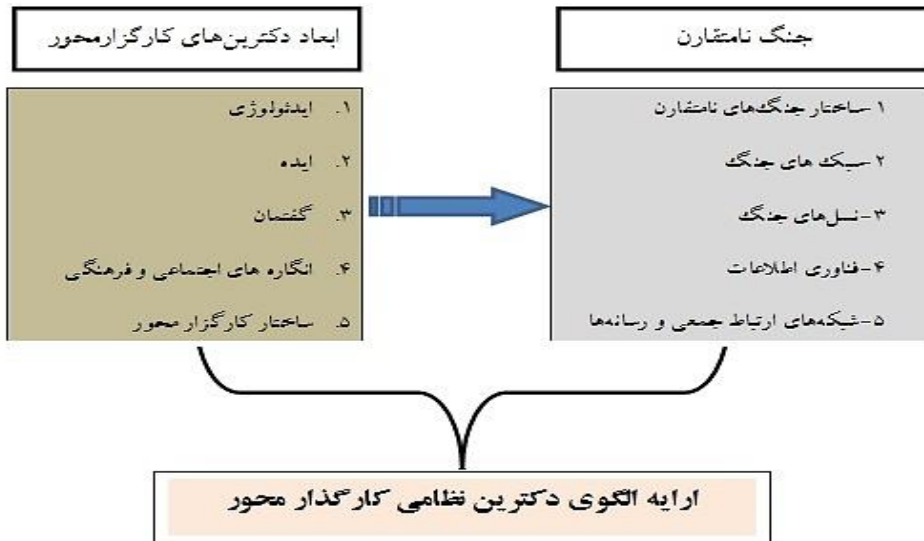 جنگ نامتقارن
۱-ساختار جنگ‌های نامتقارن
۲-سبک های جنگ
۳-نسل‌های جنگ
۴-فناوری اطلاعات
۵-شبکه‌های ارتباط جمعی و رسانه‌ها
ابعاد دکترین‌های کارگزارمحور
۱. ایدئولوژی
۲. ایده
۳. گفتمان
۴. انگاره های اجتماعی و فرهنگی
۵. ساختار کارگزار محور
ارایه الگوی دکترین نظامی کارگذار محور